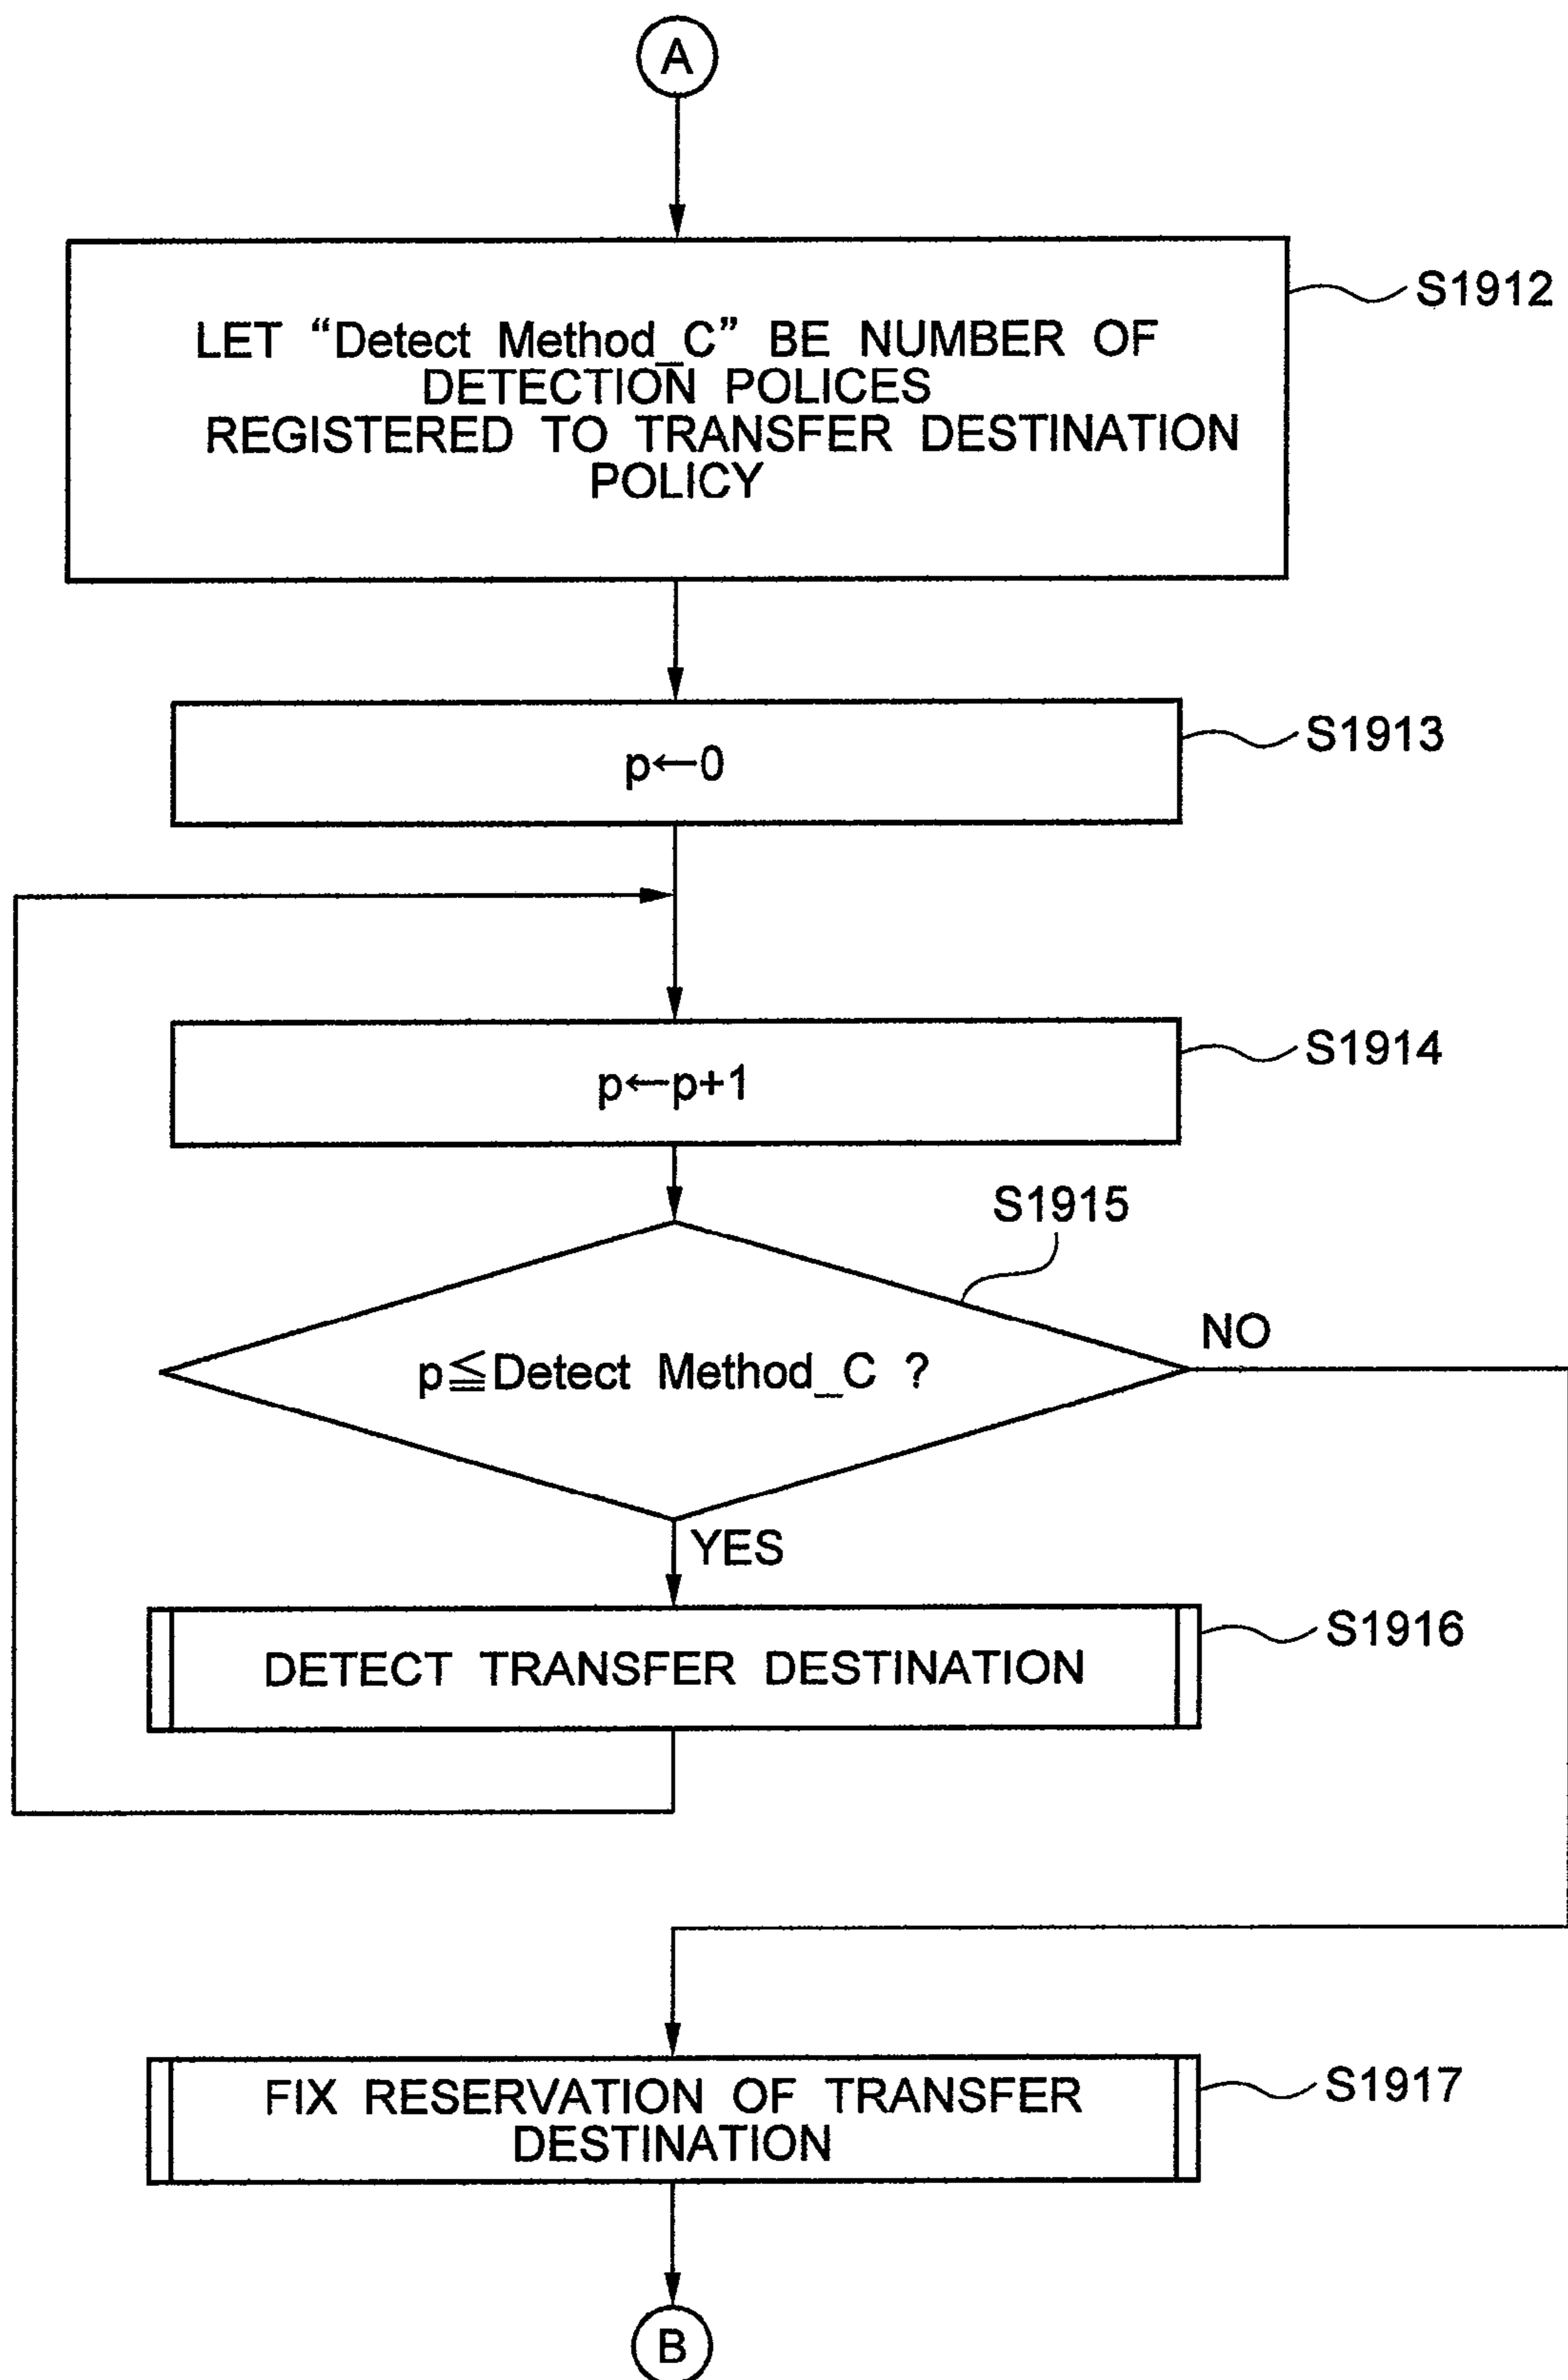 A
LET “Detect Method_C” BE NUMBER OF
DETECTION POLICES
REGISTERED TO TRANSFER DESTINATION
POLICY
S1912
p←0
S1913
p←p+1
S1914
S1915
p≦Detect Method_C ?
NO
YES
DETECT TRANSFER DESTINATION
S1916
FIX RESERVATION OF TRANSFER
DESTINATION
S1917
B